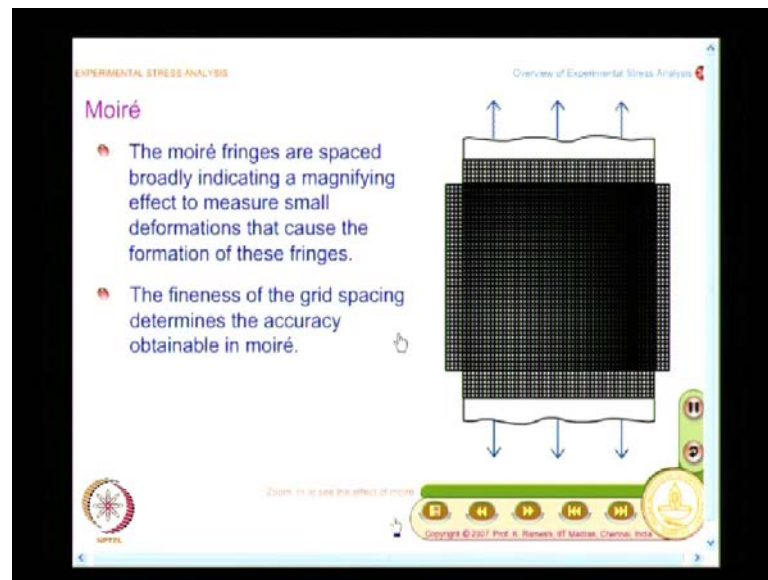 EXPERIMENTAL STRESS ANALYSIS
Overview of Experimental Stress Analysis
Moiré
The moiré fringes are spaced
broadly indicating a magnifying
effect to measure small
deformations that cause the
formation of these fringes.
The fineness of the grid spacing
determines the accuracy
obtainable in moiré.
Zoom in to see the effect of moire
NPTEL
Copyright © 2007 Prof. K. Ramesh, IIT Madras, Chennai, India